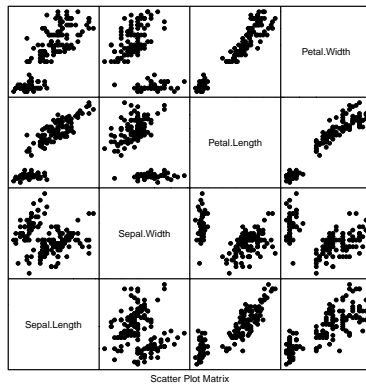 Petal.Width
Petal.Length
Sepal.Width
Sepal.Length
Scatter Plot Matrix